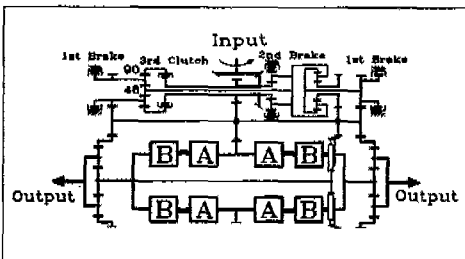 Input
1st Brake 3rd Clutch 2nd Brake 1st Brake
90
48
B A A B
Output Output
B A A B